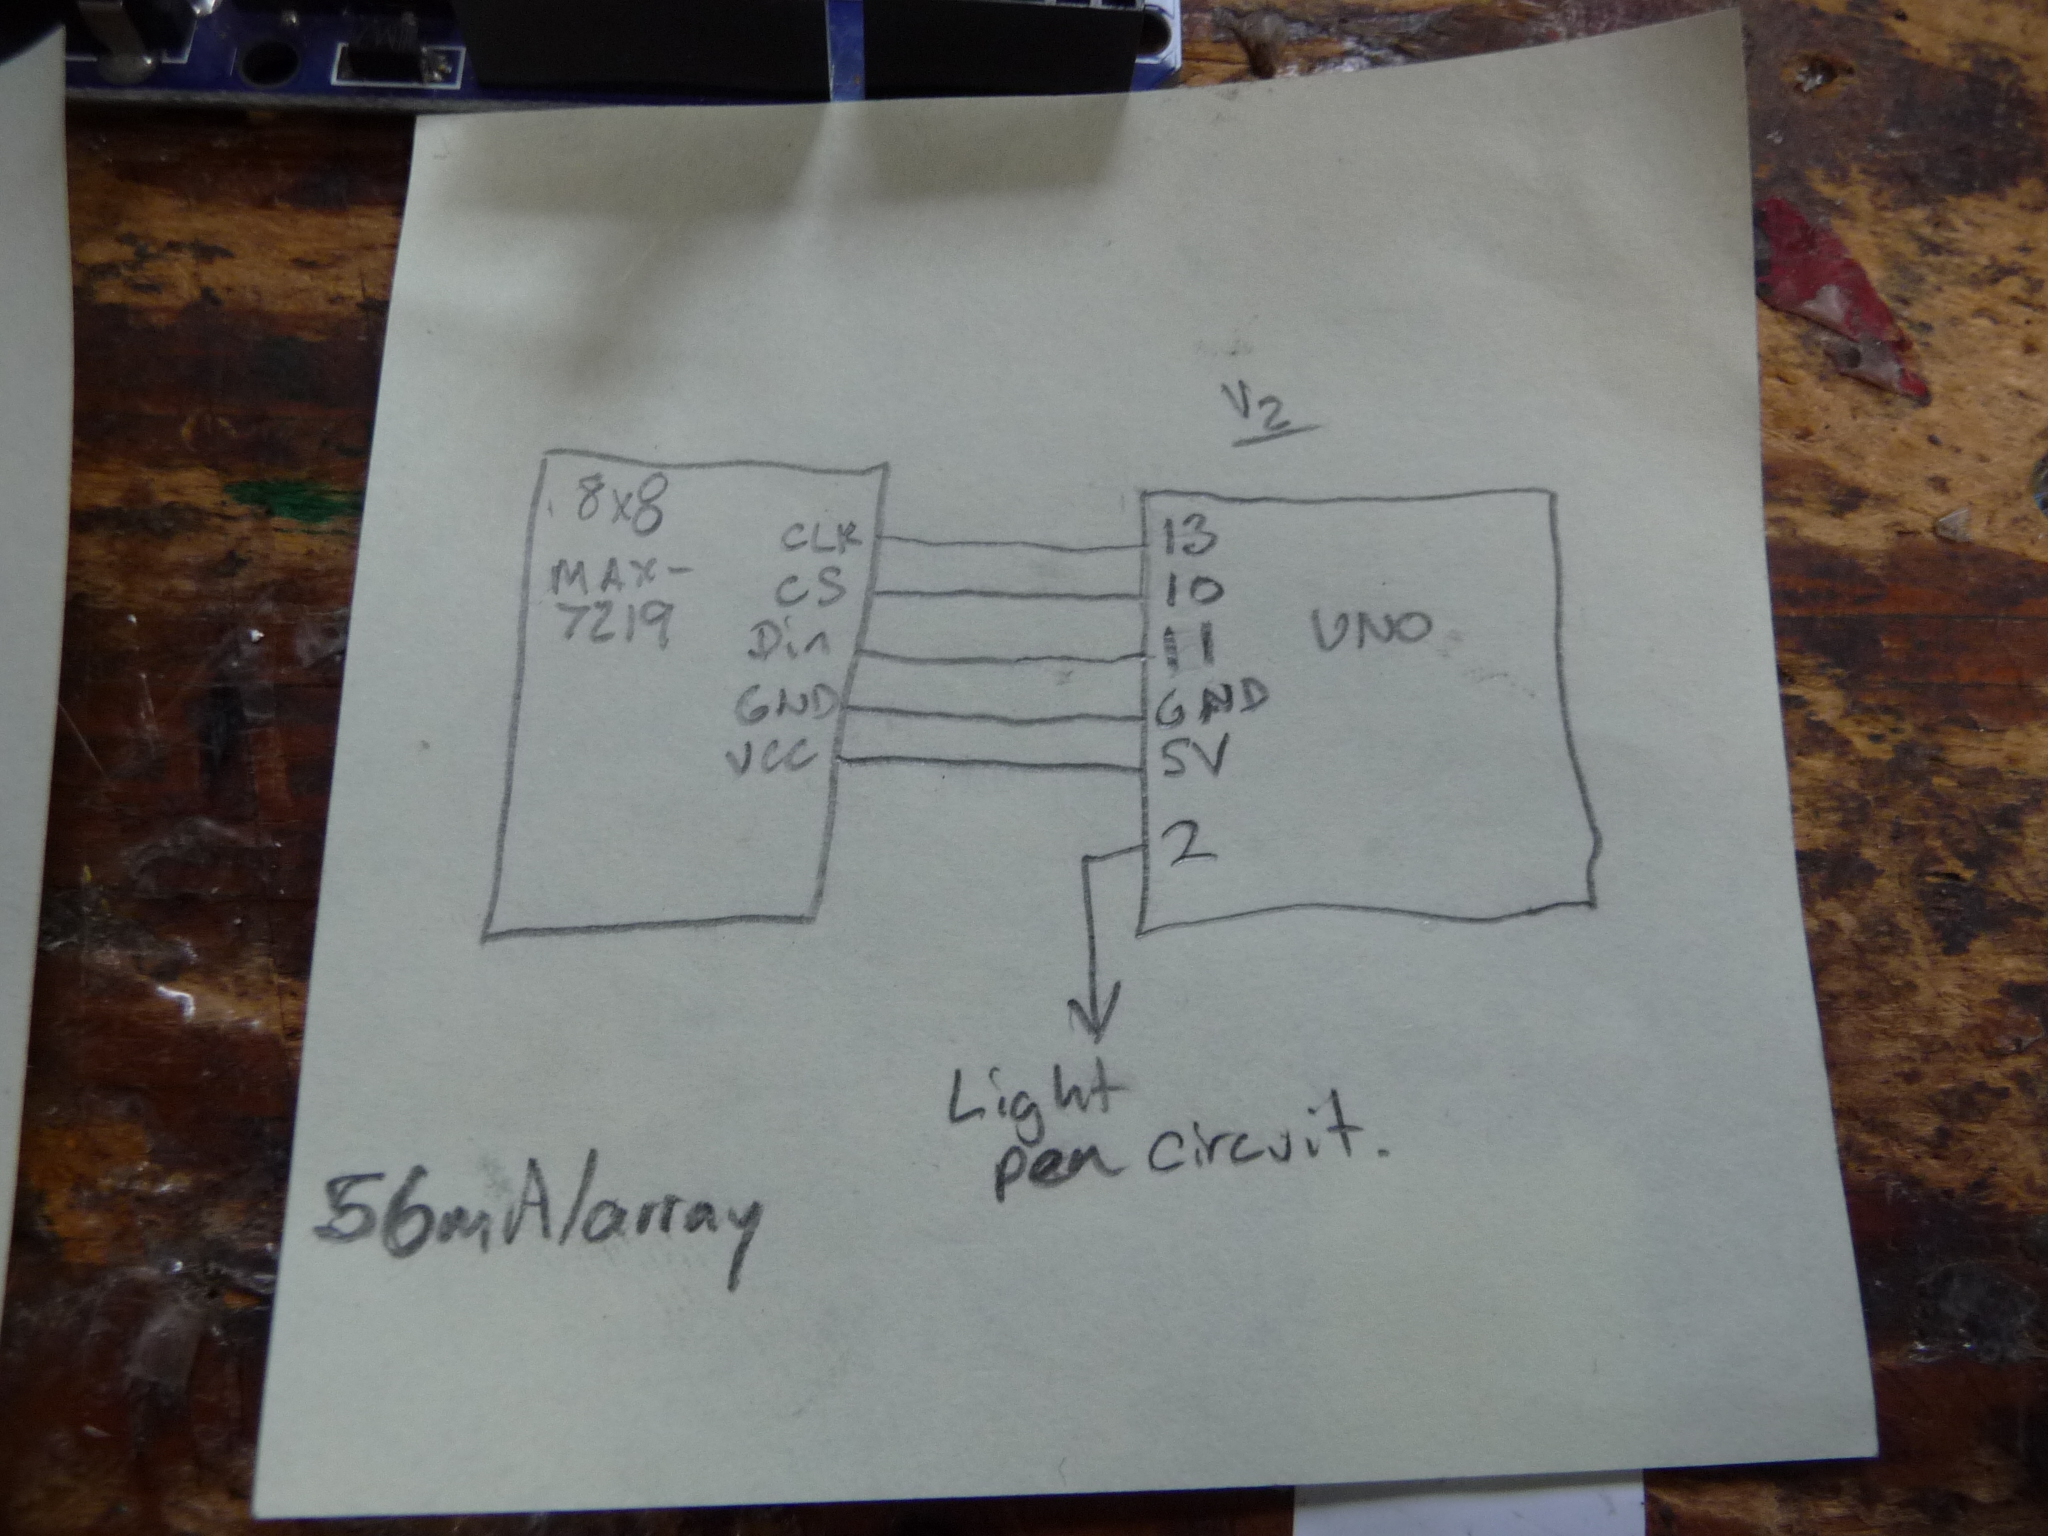 V2
8x8
MAX-
7219
CLK
CS
Din
GND
VCC
13
10
11
GND
5V
2
UNO
Light
pen circuit.
56mA/array